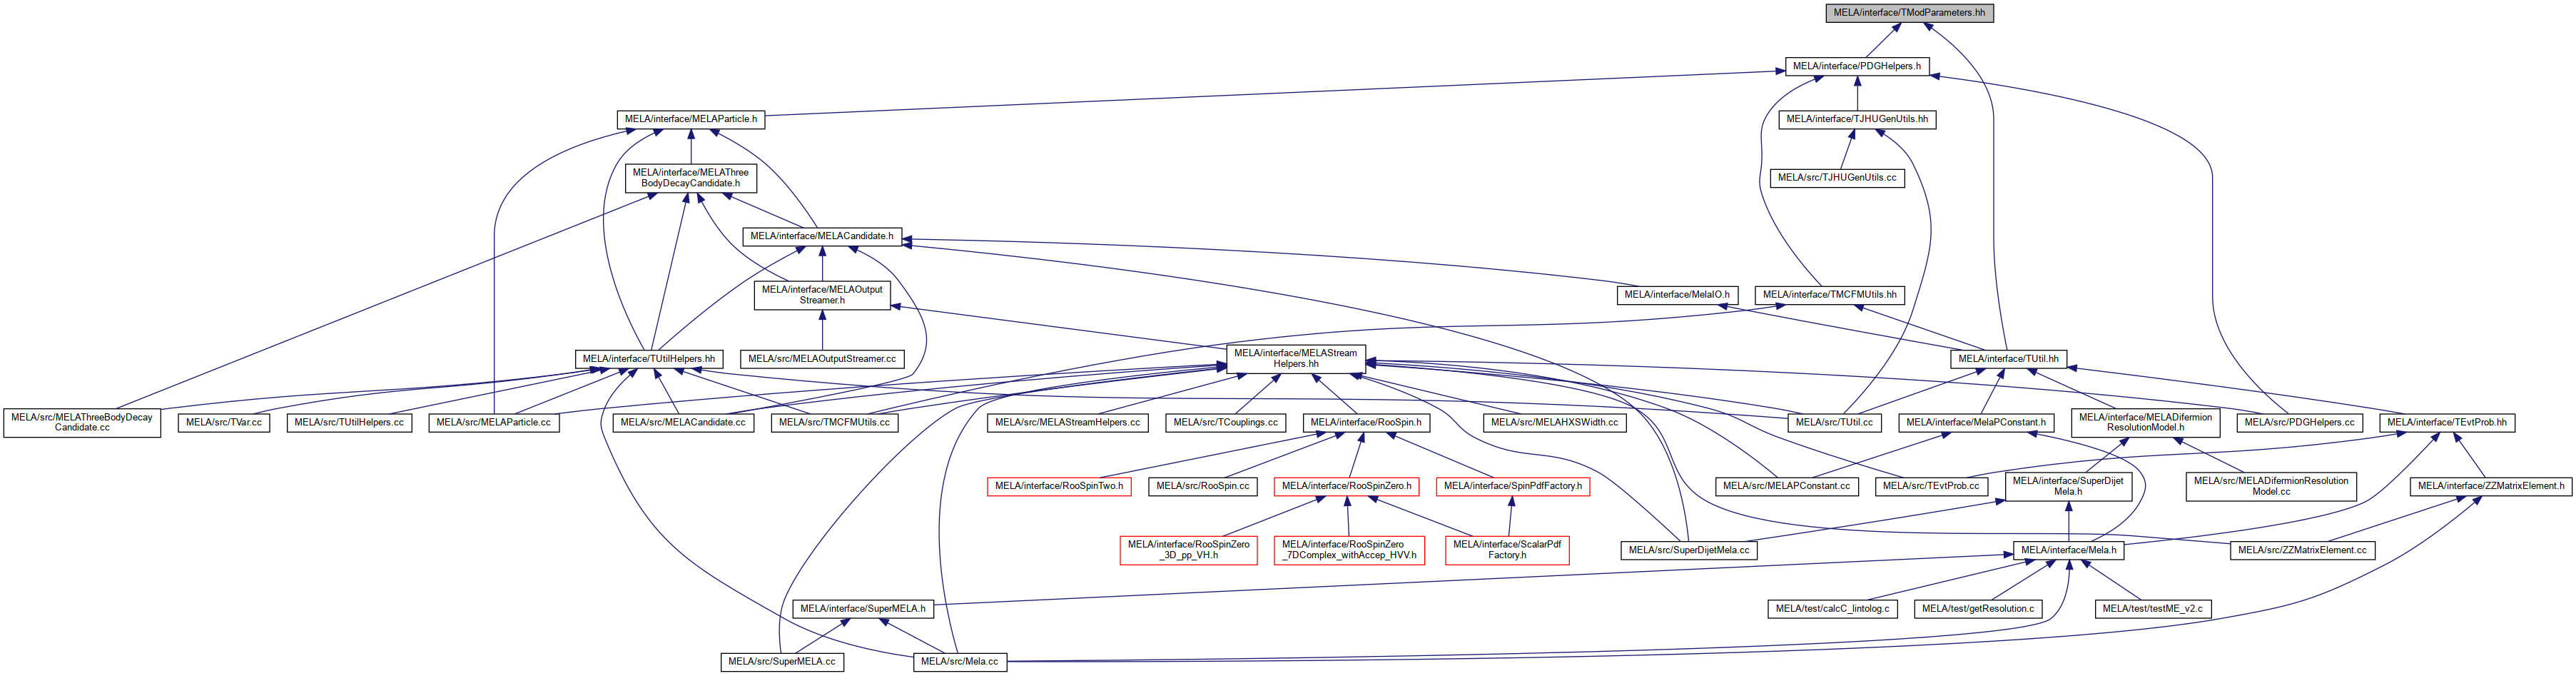 MELA/interface/TModParameters.hh
MELA/interface/PDGHelpers.h
MELA/interface/MELAParticle.h
MELA/interface/TJHUGenUtils.hh
MELA/interface/MELAThree
BodyDecayCandidate.h
MELA/src/TJHUGenUtils.cc
MELA/interface/MELACandidate.h
MELA/interface/MELAOutput
Streamer.h
MELA/interface/MelaIO.h
MELA/interface/TMCFMUtils.hh
MELA/interface/TUtilHelpers.hh
MELA/src/MELAOutputStreamer.cc
MELA/interface/MELAStream
Helpers.hh
MELA/interface/TUtil.hh
MELA/src/MELAThreeBodyDecay
Candidate.cc
MELA/src/TVar.cc
MELA/src/TUtilHelpers.cc
MELA/src/MELAParticle.cc
MELA/src/MELACandidate.cc
MELA/src/TMCFMUtils.cc
MELA/src/MELAStreamHelpers.cc
MELA/src/TCouplings.cc
MELA/interface/RooSpin.h
MELA/src/MELAHXSWidth.cc
MELA/src/TUtil.cc
MELA/interface/MelaPConstant.h
MELA/interface/MELADifermion
ResolutionModel.h
MELA/src/PDGHelpers.cc
MELA/interface/TEvtProb.hh
MELA/interface/RooSpinTwo.h
MELA/src/RooSpin.cc
MELA/interface/RooSpinZero.h
MELA/interface/SpinPdfFactory.h
MELA/src/MELAPConstant.cc
MELA/src/TEvtProb.cc
MELA/interface/SuperDijet
Mela.h
MELA/src/MELADifermionResolution
Model.cc
MELA/interface/ZZMatrixElement.h
MELA/interface/RooSpinZero
_3D_pp_VH.h
MELA/interface/RooSpinZero
_7DComplex_withAccep_HVV.h
MELA/interface/ScalarPdf
Factory.h
MELA/src/SuperDijetMela.cc
MELA/interface/Mela.h
MELA/src/ZZMatrixElement.cc
MELA/interface/SuperMELA.h
MELA/test/calcC_lintolog.c
MELA/test/getResolution.c
MELA/test/testME_v2.c
MELA/src/SuperMELA.cc
MELA/src/Mela.cc